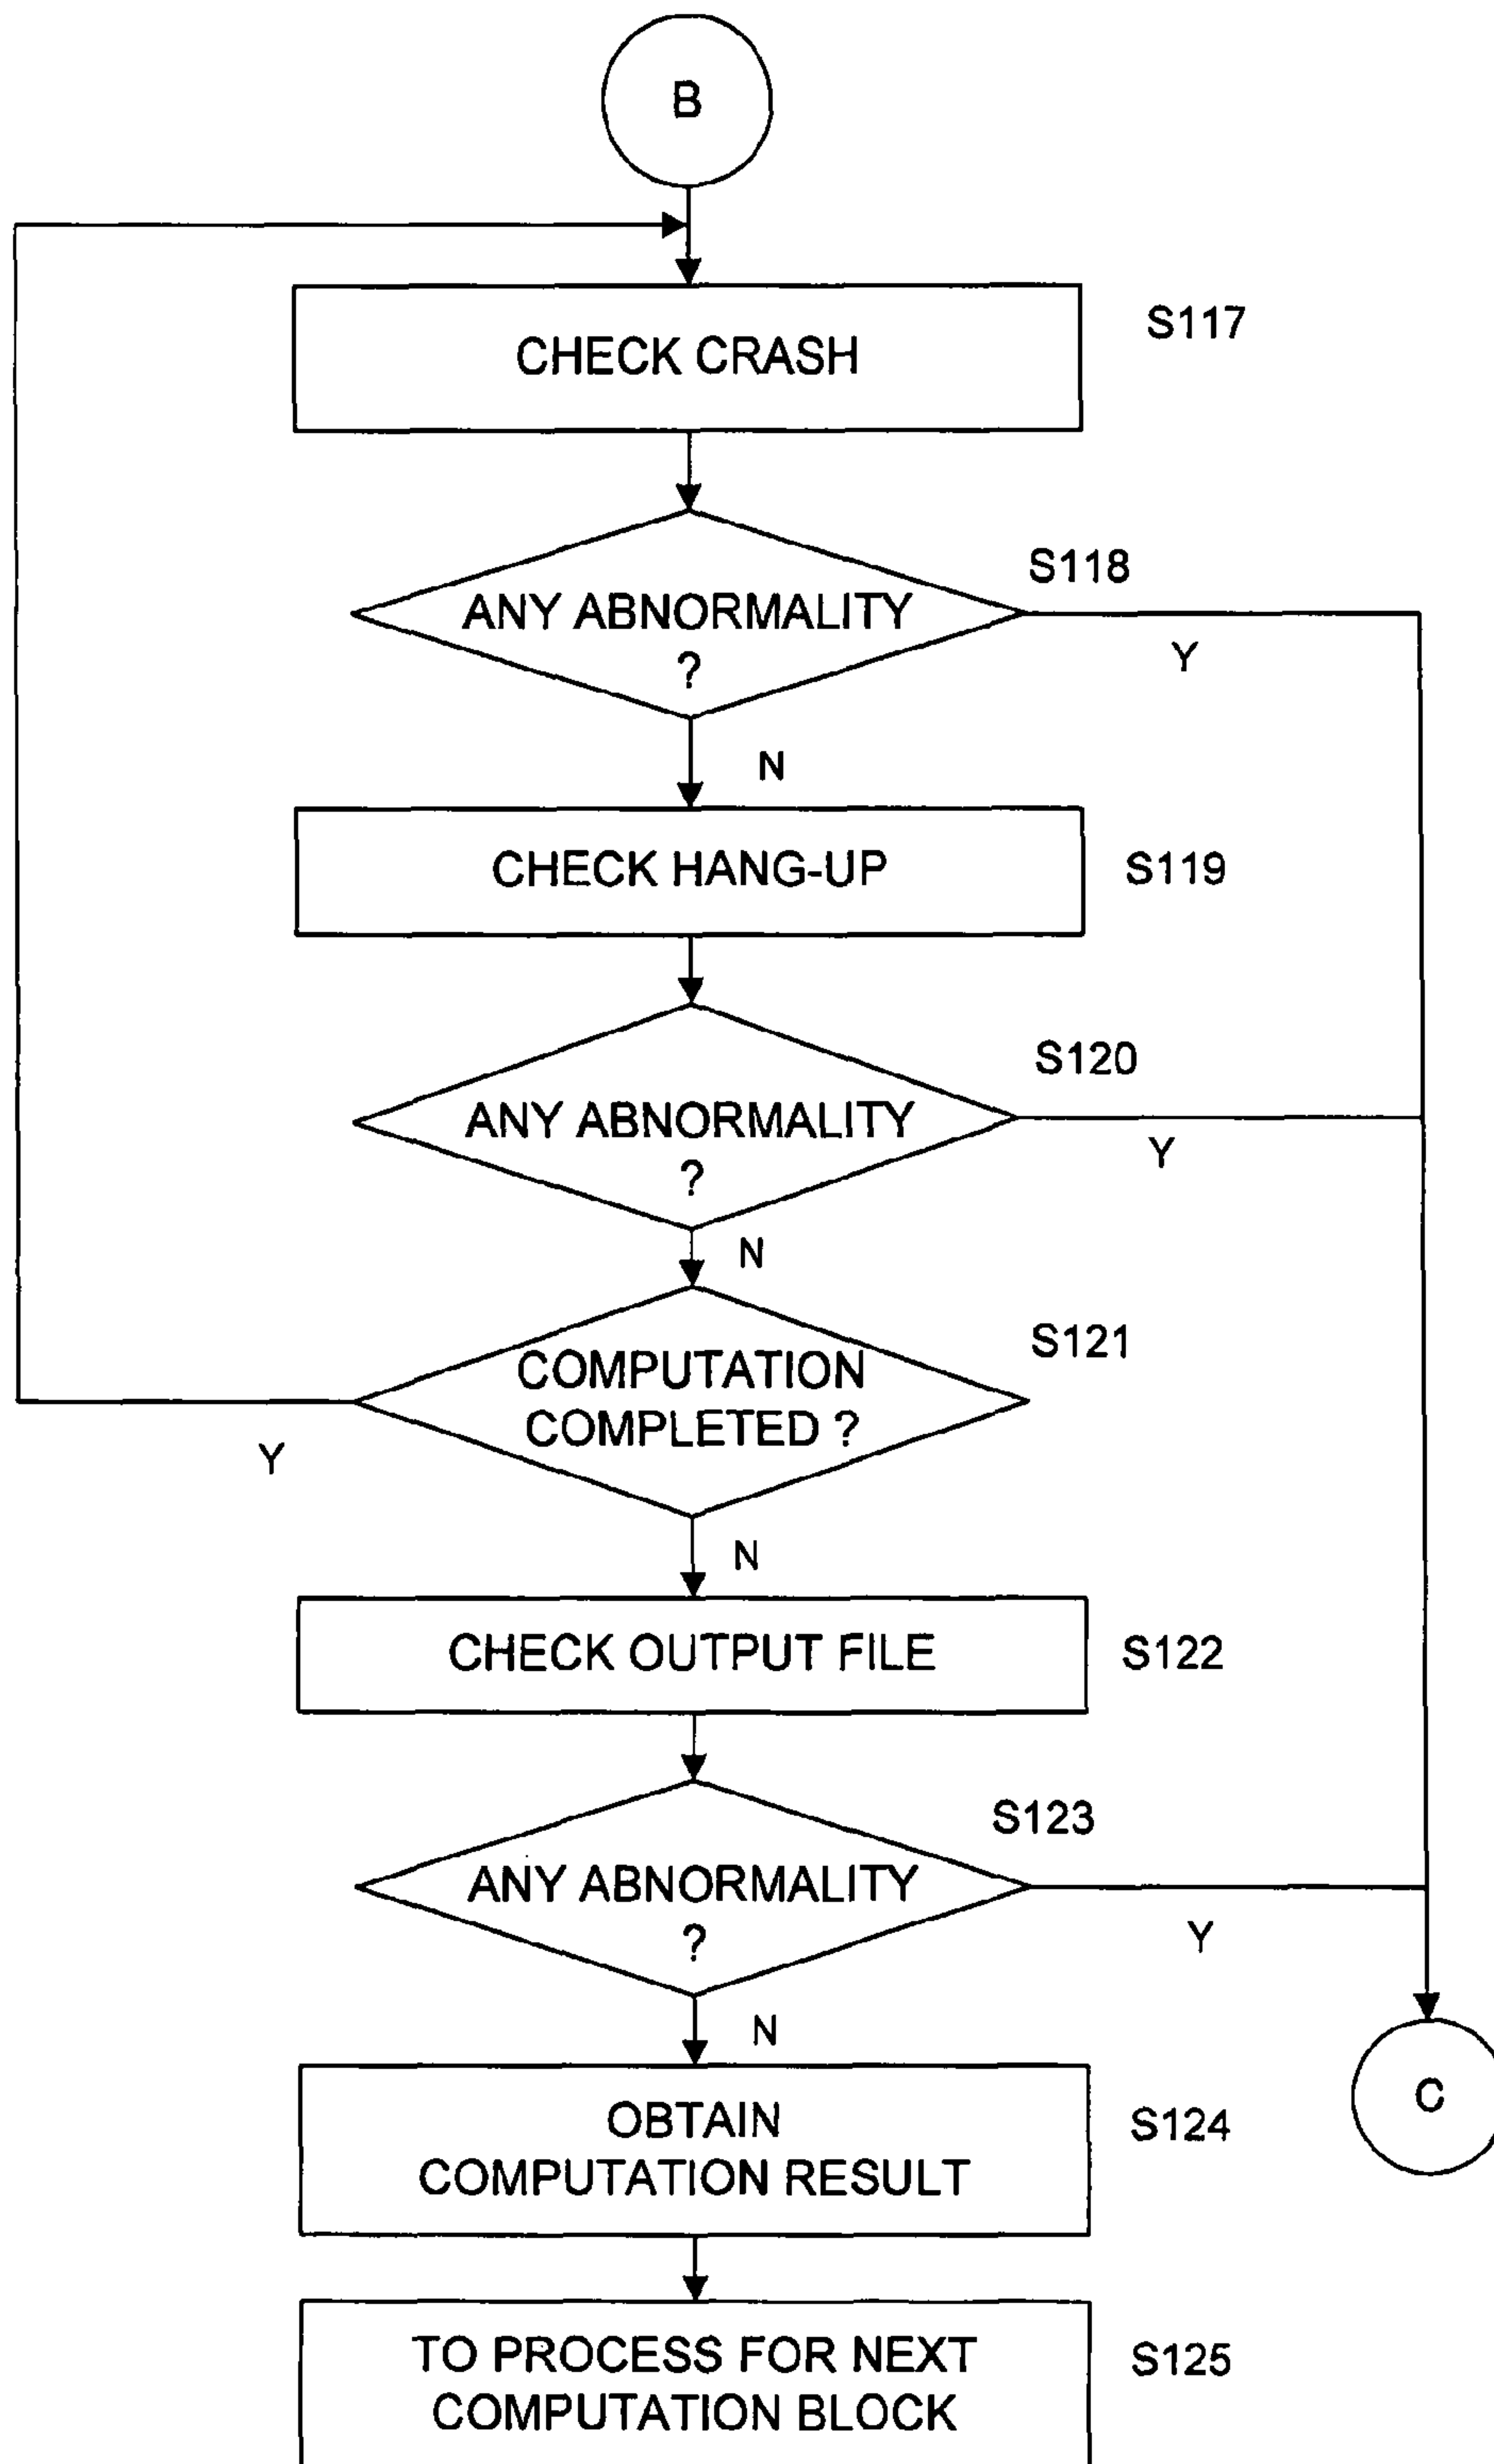 B
CHECK CRASH
S117
S118
ANY ABNORMALITY
?
Y
N
CHECK HANG-UP
S119
S120
ANY ABNORMALITY
?
Y
N
S121
COMPUTATION
COMPLETED ?
Y
N
CHECK OUTPUT FILE
S122
S123
ANY ABNORMALITY
?
Y
N
C
OBTAIN
COMPUTATION RESULT
S124
TO PROCESS FOR NEXT
COMPUTATION BLOCK
S125